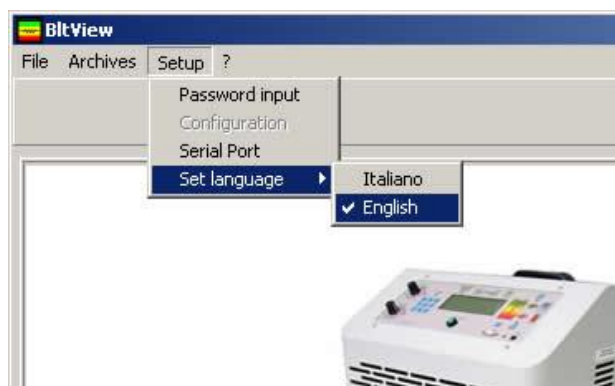 BltView
File Archives Setup ?
Password input
Configuration
Serial Port
Set language
Italiano
✓ English